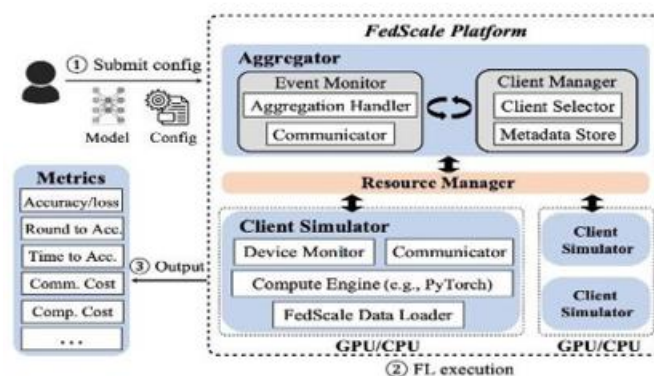 FedScale Platform
① Submit config
Model
Config
Aggregator
Event Monitor
Aggregation Handler
Communicator
Client Manager
Client Selector
Metadata Store
Resource Manager
Metrics
Accuracy/loss
Round to Acc.
Time to Acc.
Comm. Cost
Comp. Cost
...
③ Output
Client Simulator
Device Monitor
Communicator
Compute Engine (e.g., PyTorch)
FedScale Data Loader
GPU/CPU
Client
Simulator
Client
Simulator
GPU/CPU
② FL execution